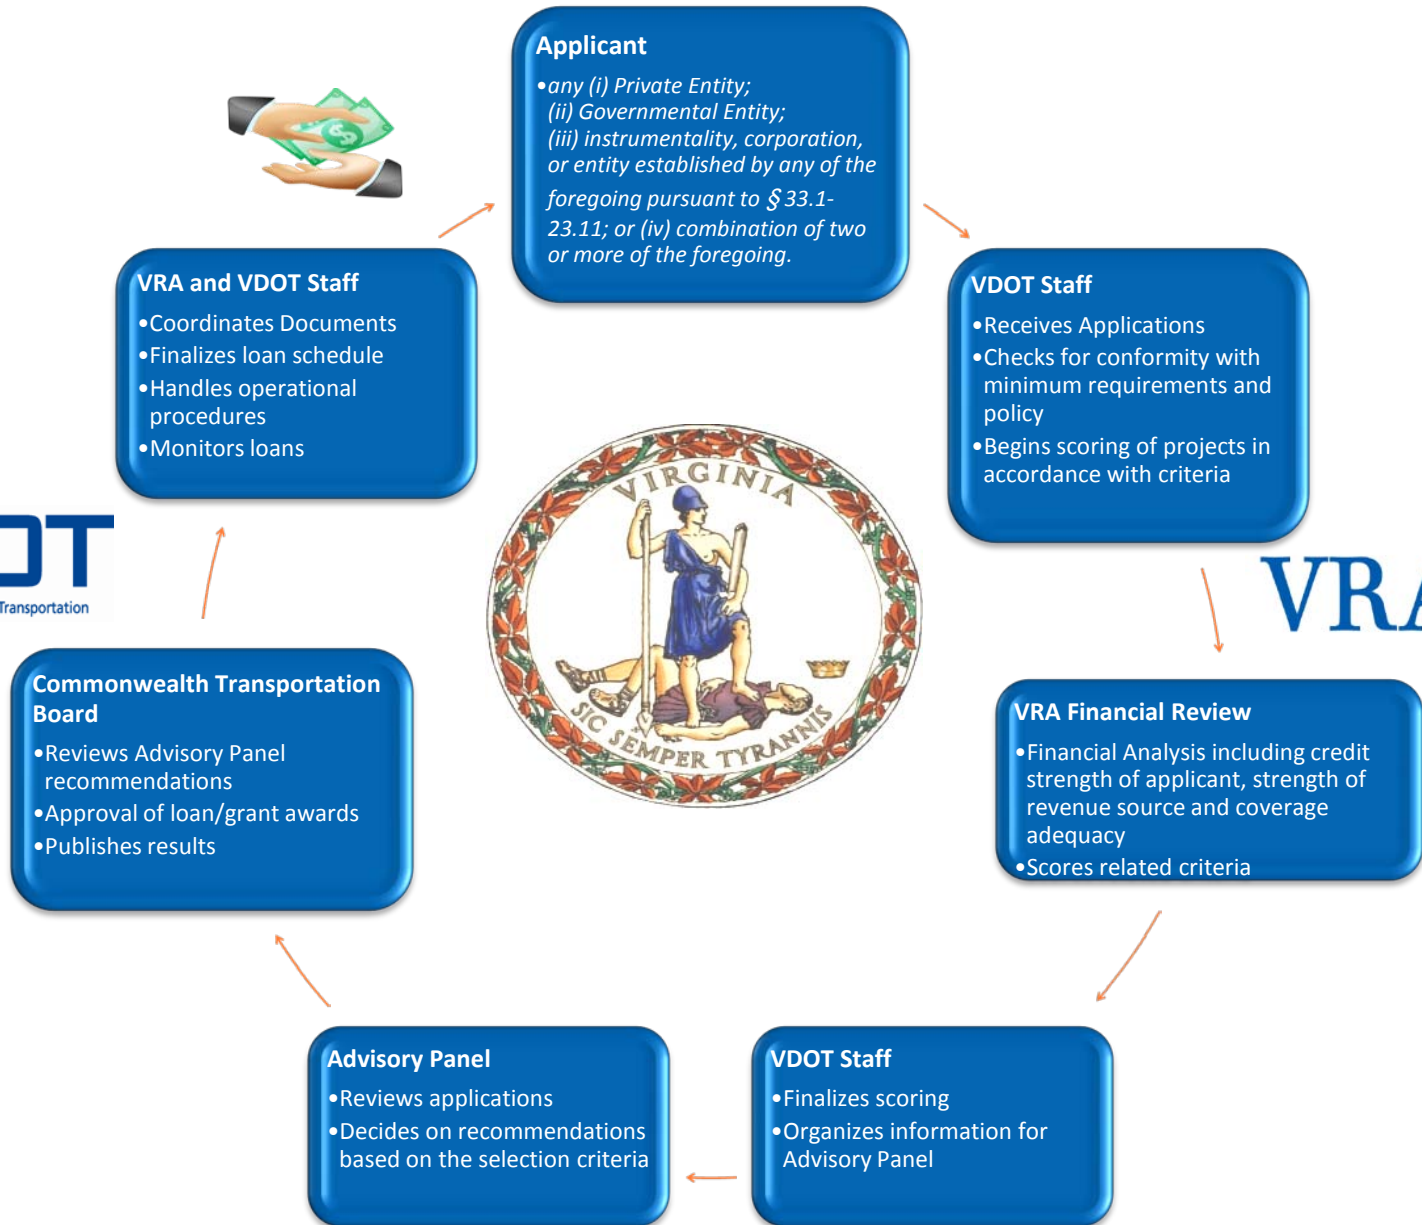 Applicant
•any (i) Private Entity;
(ii) Governmental Entity;
(iii) instrumentality, corporation,
or entity established by any of the
foregoing pursuant to § 33.1-
23.11; or (iv) combination of two
or more of the foregoing.
VDOT Staff
•Receives Applications
•Checks for conformity with
minimum requirements and
policy
•Begins scoring of projects in
accordance with criteria
VRA
VRA Financial Review
•Financial Analysis including credit
strength of applicant, strength of
revenue source and coverage
adequacy
•Scores related criteria
VDOT Staff
•Finalizes scoring
•Organizes information for
Advisory Panel
Advisory Panel
•Reviews applications
•Decides on recommendations
based on the selection criteria
Commonwealth Transportation
Board
•Reviews Advisory Panel
recommendations
•Approval of loan/grant awards
•Publishes results
OT
Transportation
VRA and VDOT Staff
•Coordinates Documents
•Finalizes loan schedule
•Handles operational
procedures
•Monitors loans
$
VIRGINIA
SIC SEMPER TYRANNIS